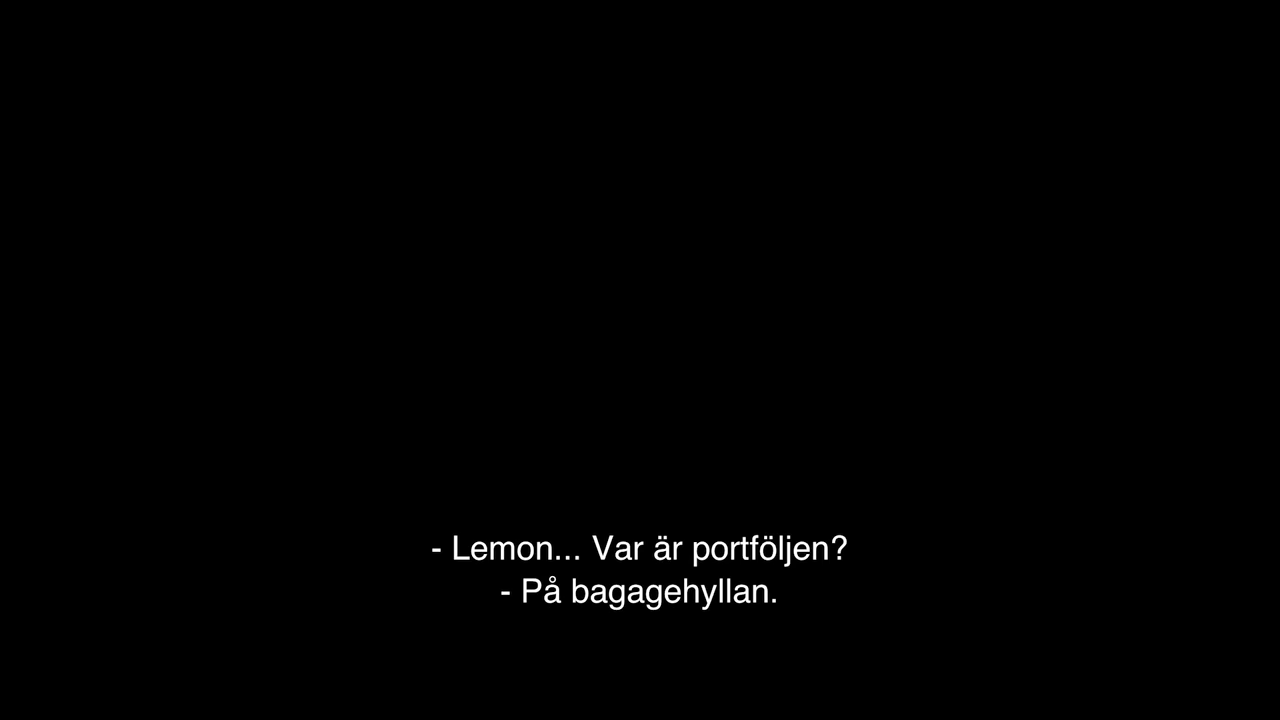 - Lemon... Var är portföljen?
- På bagagehyllan.